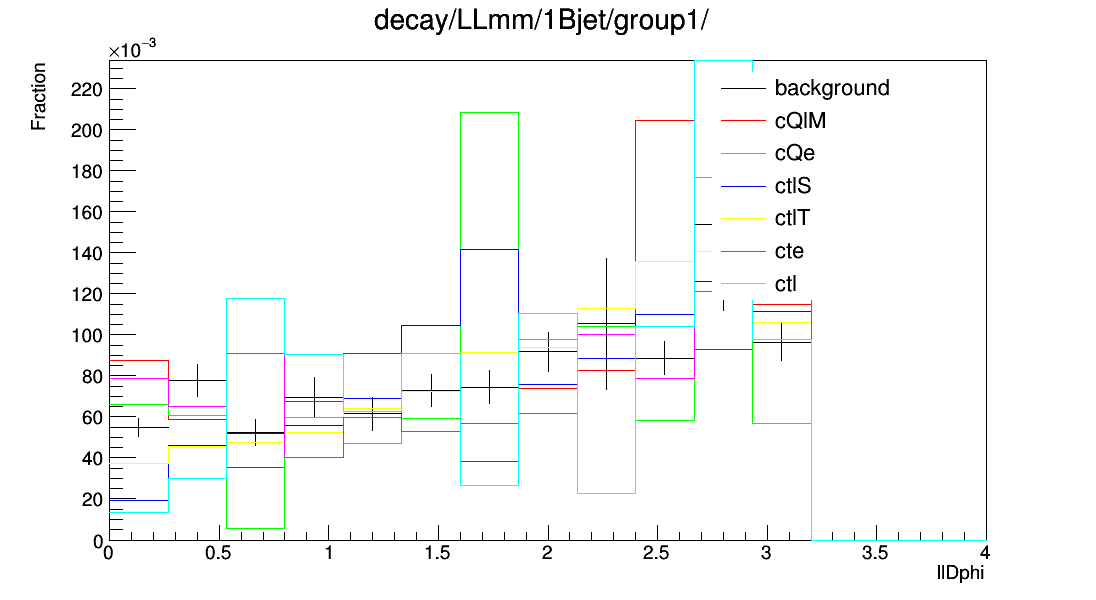 decay/LLmm/1Bjet/group1/
×10⁻³
Fraction
220
200
180
160
140
120
100
80
60
40
20
0
background
cQlM
cQe
ctlS
ctlT
cte
ctl
0 0.5 1 1.5 2 2.5 3 3.5 4
llDphi